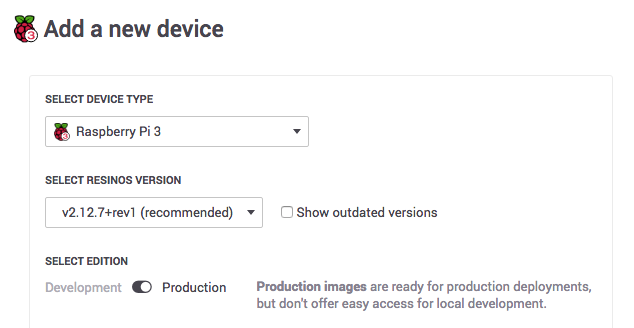 Add a new device
SELECT DEVICE TYPE
Raspberry Pi 3
SELECT RESINOS VERSION
v2.12.7+rev1 (recommended)
Show outdated versions
SELECT EDITION
Development
Production
Production images are ready for production deployments,
but don't offer easy access for local development.